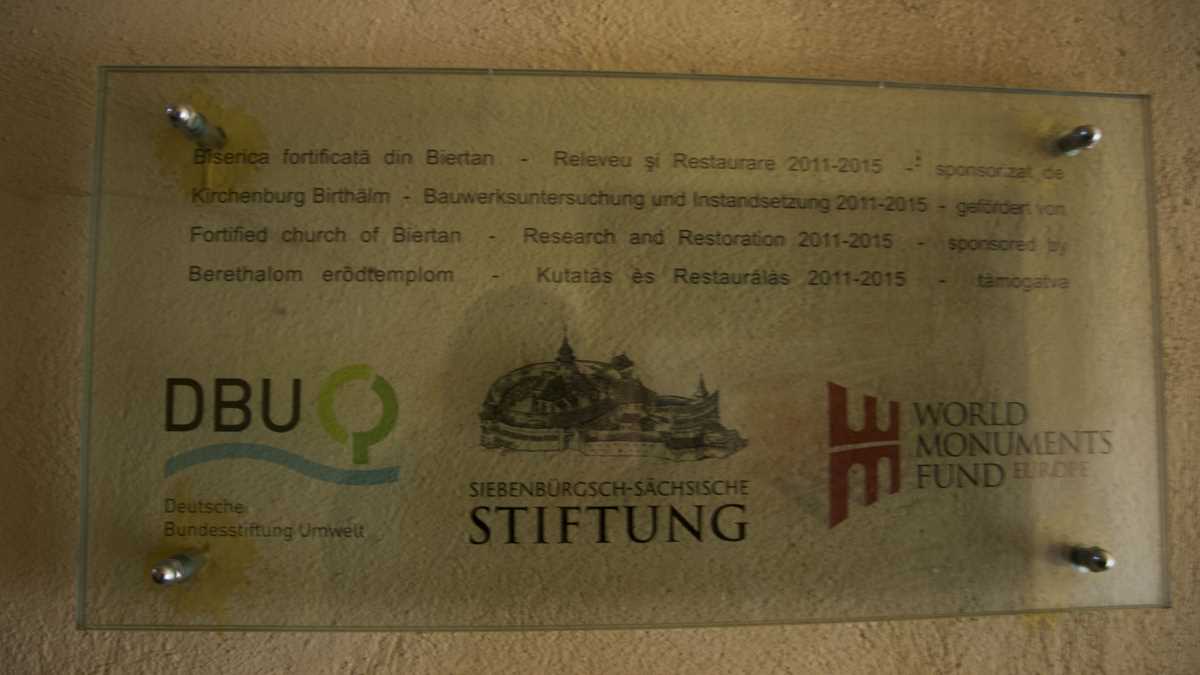 Biserica fortificată din Biertan - Releveu şi Restaurare 2011-2015 - sponsorizat de
Kirchenburg Birthälm - Bauwerksuntersuchung und Instandsetzung 2011-2015 - gefördert von
Fortified church of Biertan - Research and Restoration 2011-2015 - sponsored by
Berethalom erödtemplom - Kutatás ès Restaurálás 2011-2015 - támogatva
DBU
Deutsche
Bundesstiftung Umwelt
SIEBENBÜRGSCH-SÄCHSISCHE
STIFTUNG
WORLD
MONUMENTS
FUND EUROPE